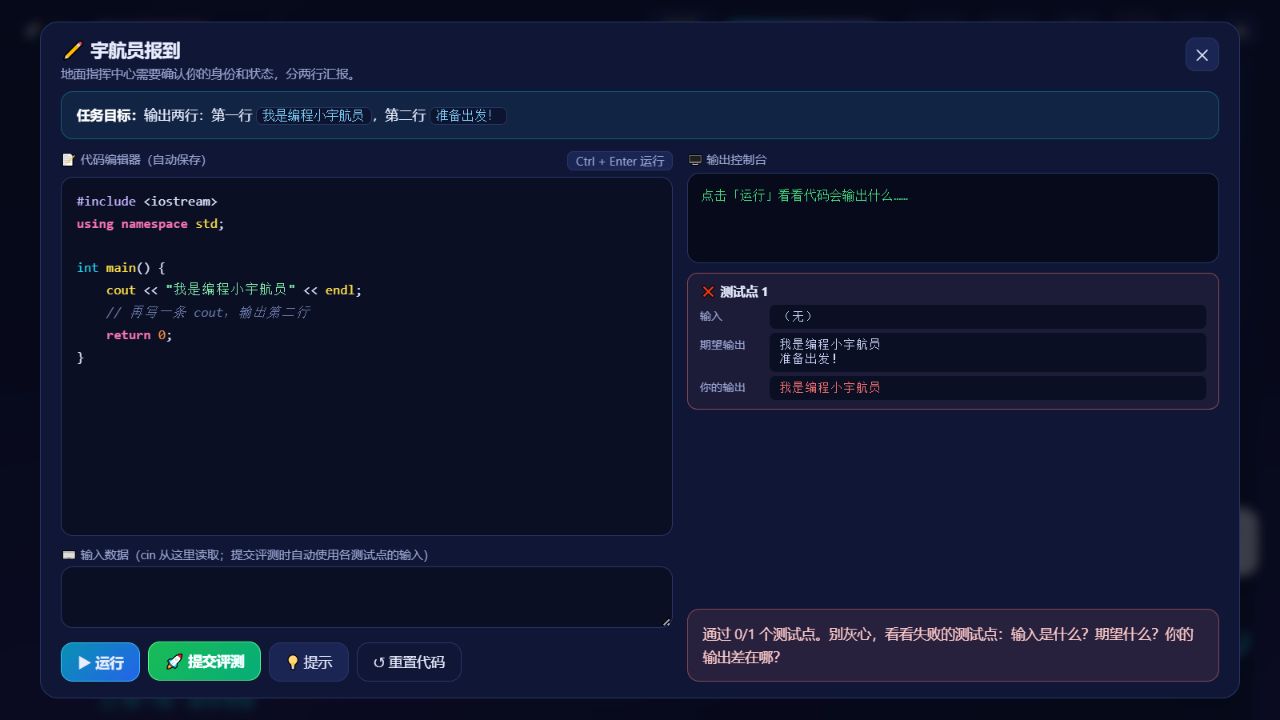 宇航员报到
地面指挥中心需要确认你的身份和状态，分两行汇报。
任务目标：输出两行：第一行 我是编程小宇航员 ，第二行 准备出发！
代码编辑器（自动保存）
Ctrl + Enter 运行
#include <iostream>
using namespace std;
int main() {
    cout << "我是编程小宇航员" << endl;
    // 再写一条 cout，输出第二行
    return 0;
}
输入数据（cin 从这里读取；提交评测时自动使用各测试点的输入）
▶ 运行
提交评测
提示
↺ 重置代码
输出控制台
点击「运行」看看代码会输出什么……
❌ 测试点 1
输入 （无）
期望输出 我是编程小宇航员
准备出发！
你的输出 我是编程小宇航员
通过 0/1 个测试点。别灰心，看看失败的测试点：输入是什么？期望什么？你的
输出差在哪？